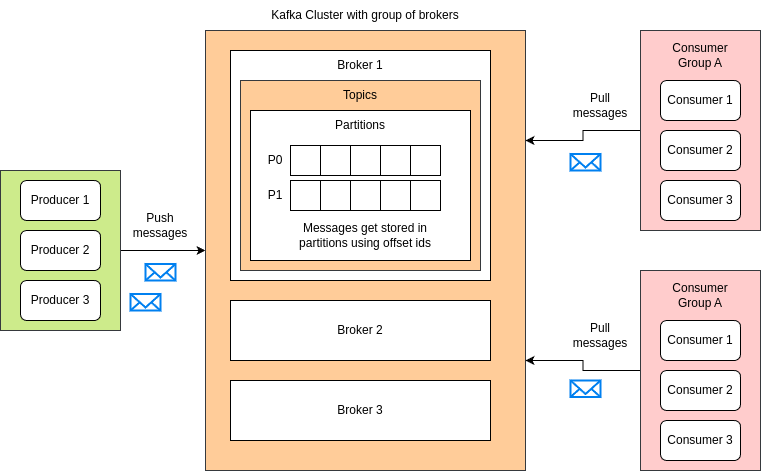 Kafka Cluster with group of brokers
Producer 1
Producer 2
Producer 3
Push
messages
Broker 1
Topics
Partitions
P0
P1
Messages get stored in
partitions using offset ids
Broker 2
Broker 3
Pull
messages
Consumer
Group A
Consumer 1
Consumer 2
Consumer 3
Pull
messages
Consumer
Group A
Consumer 1
Consumer 2
Consumer 3